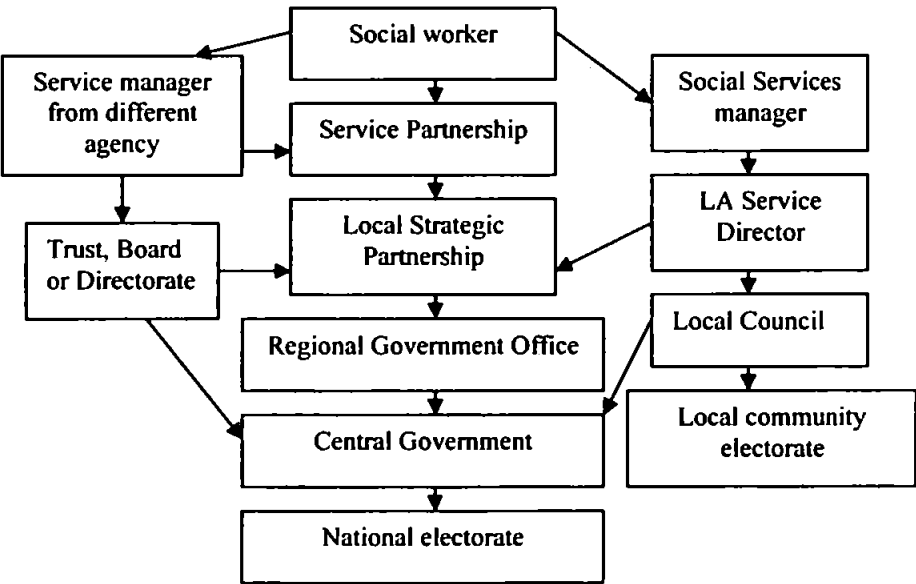 Social worker
Service manager
from different
agency
Social Services
manager
Service Partnership
LA Service
Director
Local Strategic
Partnership
Trust, Board
or Directorate
Local Council
Regional Government Office
Local community
electorate
Central Government
National electorate